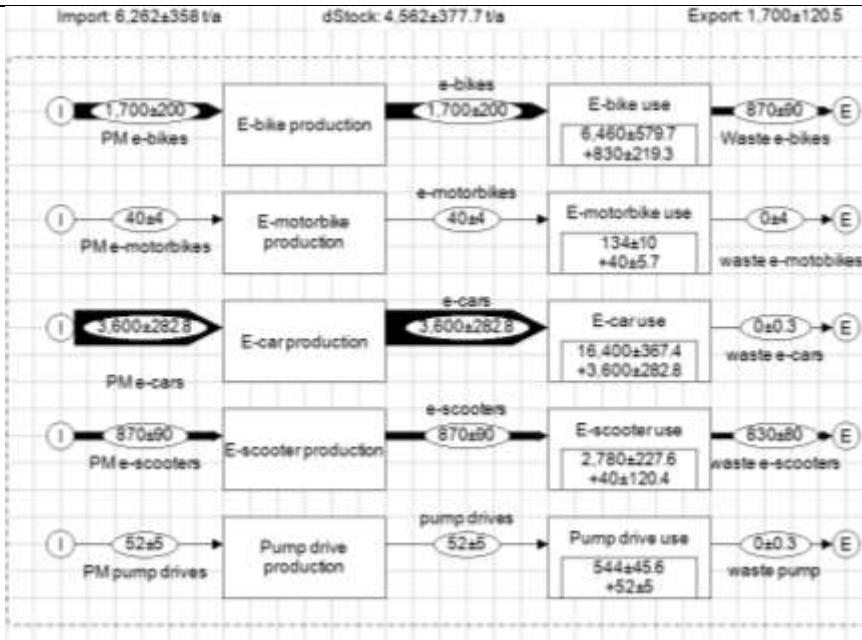 Import: 6,262±358 t/a dStock: 4,562±377.7 t/a Export: 1,700±120.5
e-bikes
I 1,700±200 E-bike production 1,700±200 E-bike use 870±90 E
PM e-bikes 6,460±579.7 Waste e-bikes
+830±219.3
e-motorbikes
I 40±4 E-motorbike production 40±4 E-motorbike use 0±4 E
PM e-motorbikes 134±10 waste e-motobikes
+40±5.7
e-cars
I 3,600±282.8 E-car production 3,600±282.8 E-car use 0±0.3 E
16,400±367.4 waste e-cars
PM e-cars +3,600±282.8
e-scooters
I 870±90 E-scooter production 870±90 E-scooter use 830±80 E
PM e-scooters 2,780±227.6 waste e-scooters
+40±120.4
pump drives
I 52±5 Pump drive production 52±5 Pump drive use 0±0.3 E
PM pump drives 544±45.6 waste pump
+52±5